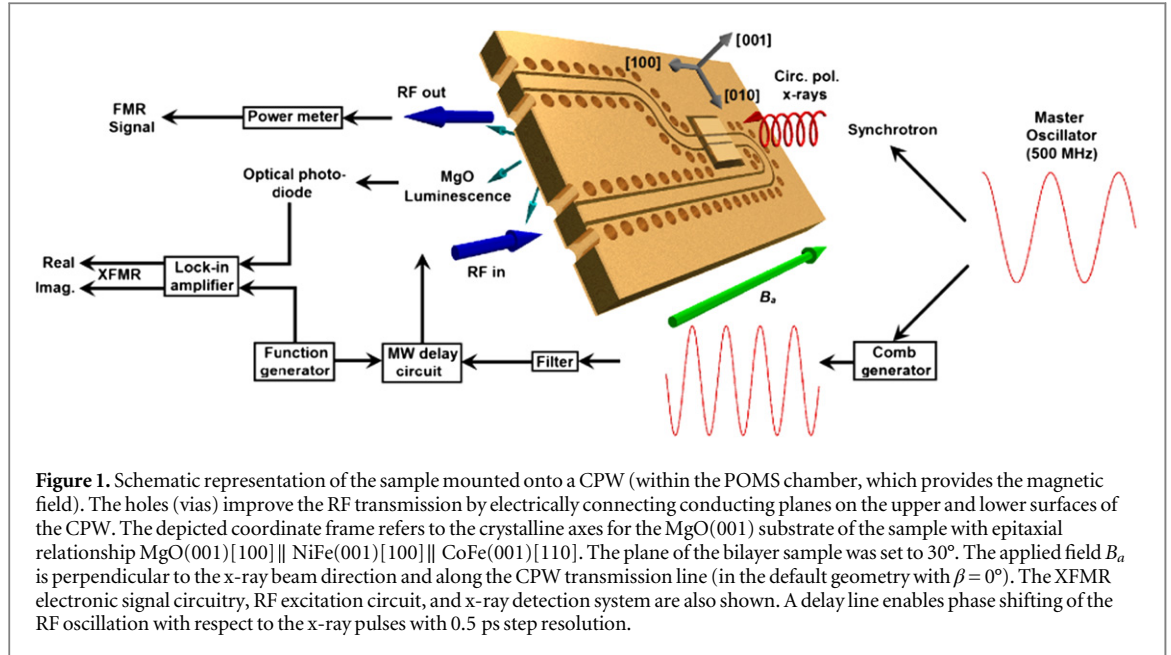 [001]
[100]
[010]
Circ. pol.
x-rays
RF out
FMR
Signal
Power meter
Synchrotron
Master
Oscillator
(500 MHz)
Optical photo-
diode
MgO
Luminescence
RF in
Real
Imag.
XFMR
Lock-in
amplifier
Ba
Function
generator
MW delay
circuit
Filter
Comb
generator
Figure 1. Schematic representation of the sample mounted onto a CPW (within the POMS chamber, which provides the magnetic
field). The holes (vias) improve the RF transmission by electrically connecting conducting planes on the upper and lower surfaces of
the CPW. The depicted coordinate frame refers to the crystalline axes for the MgO(001) substrate of the sample with epitaxial
relationship MgO(001)[100] ∥ NiFe(001)[100] ∥ CoFe(001)[110]. The plane of the bilayer sample was set to 30°. The applied field Ba
is perpendicular to the x-ray beam direction and along the CPW transmission line (in the default geometry with β = 0°). The XFMR
electronic signal circuitry, RF excitation circuit, and x-ray detection system are also shown. A delay line enables phase shifting of the
RF oscillation with respect to the x-ray pulses with 0.5 ps step resolution.